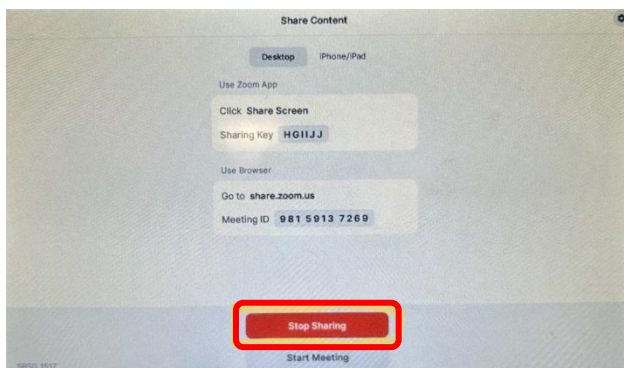 Share Content
Desktop iPhone/iPad
Use Zoom App
Click Share Screen
Sharing Key HGIIJJ
Use Browser
Go to share.zoom.us
Meeting ID 981 5913 7269
Stop Sharing
Start Meeting